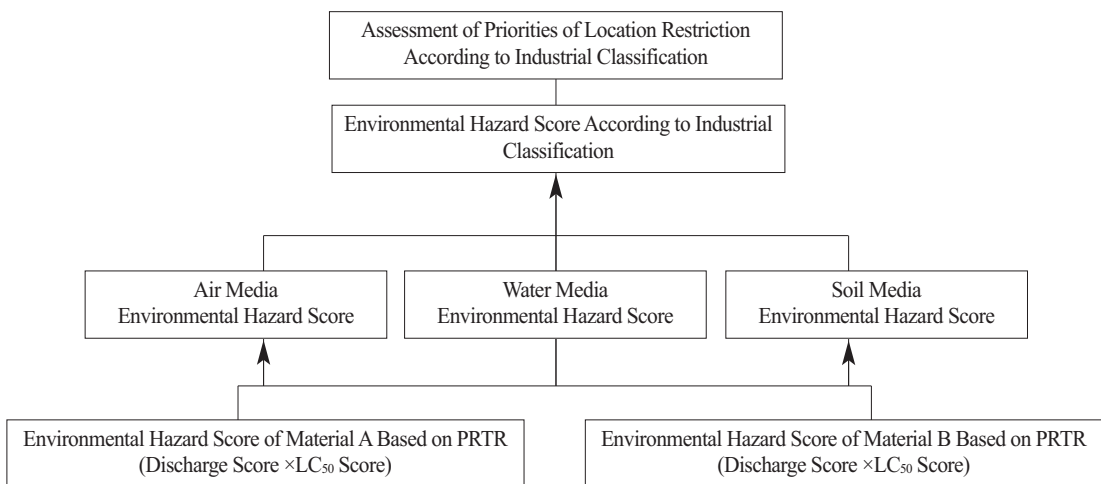 Assessment of Priorities of Location Restriction
According to Industrial Classification
Environmental Hazard Score According to Industrial
Classification
Air Media
Environmental Hazard Score
Water Media
Environmental Hazard Score
Soil Media
Environmental Hazard Score
Environmental Hazard Score of Material A Based on PRTR
(Discharge Score ×LC₅₀ Score)
Environmental Hazard Score of Material B Based on PRTR
(Discharge Score ×LC₅₀ Score)